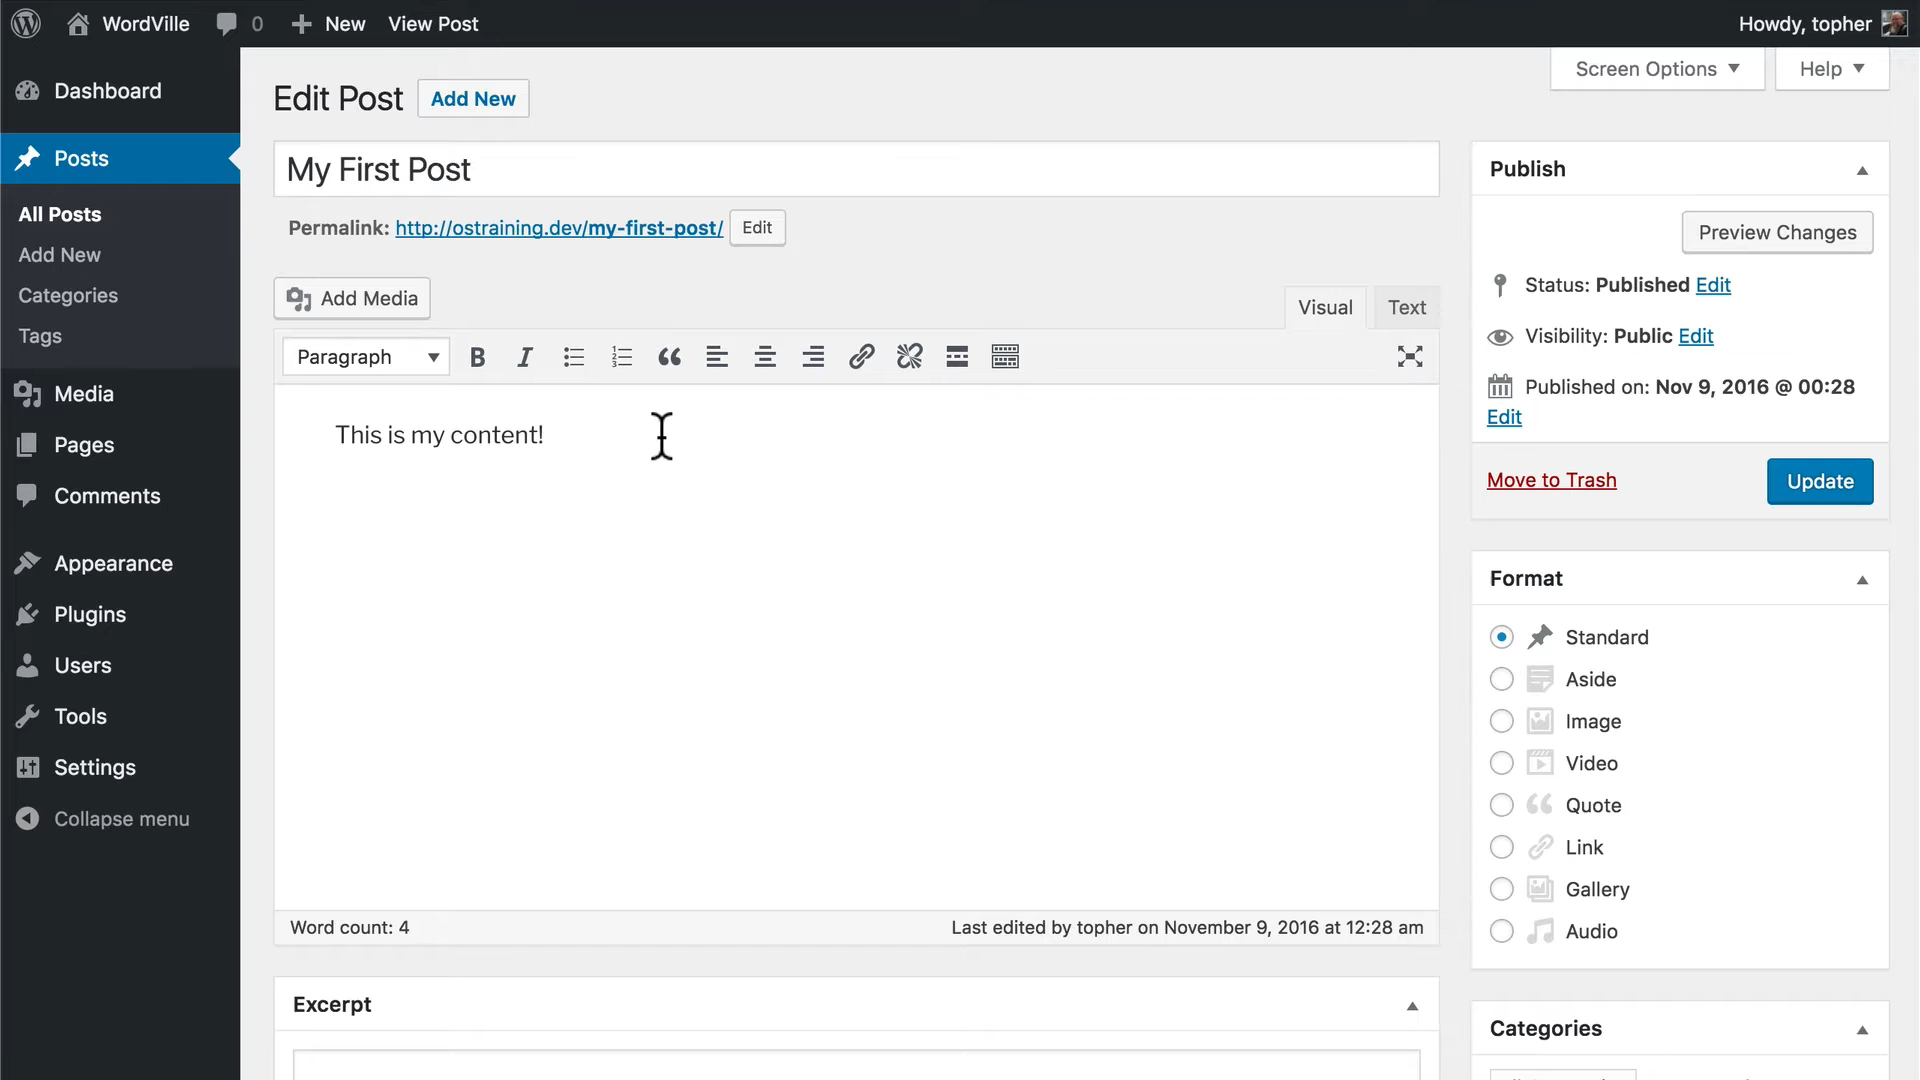 WordVille
0
New
View Post
Howdy, topher
Dashboard
Posts
All Posts
Add New
Categories
Tags
Media
Pages
Comments
Appearance
Plugins
Users
Tools
Settings
Collapse menu
Screen Options
Help
Edit Post
Add New
My First Post
Permalink: http://ostraining.dev/my-first-post/ Edit
Add Media
Visual
Text
Paragraph
This is my content!
Word count: 4
Last edited by topher on November 9, 2016 at 12:28 am
Excerpt
Publish
Preview Changes
Status: Published Edit
Visibility: Public Edit
Published on: Nov 9, 2016 @ 00:28
Edit
Move to Trash
Update
Format
Standard
Aside
Image
Video
Quote
Link
Gallery
Audio
Categories